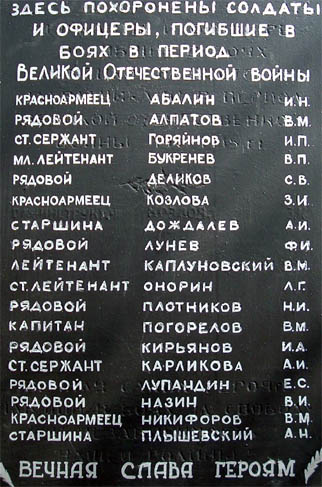 ЗДЕСЬ ПОХОРОНЕНЫ СОЛДАТЫ
И ОФИЦЕРЫ, ПОГИБШИЕ В
БОЯХ В ПЕРИОД
ВЕЛИКОЙ ОТЕЧЕСТВЕННОЙ ВОЙНЫ
КРАСНОАРМЕЕЦ АБАЛИН И.Н.
РЯДОВОЙ АЛПАТОВ В.М.
СТ. СЕРЖАНТ ГОРЯЙНОВ И.П.
МЛ. ЛЕЙТЕНАНТ БУКРЕНЕВ В.П.
РЯДОВОЙ ДЕЛИКОВ С.В.
КРАСНОАРМЕЕЦ КОЗЛОВА З.И.
СТАРШИНА ДОЖДАЛЕВ А.И.
РЯДОВОЙ ЛУНЕВ Ф.И.
ЛЕЙТЕНАНТ КАПЛУНОВСКИЙ В.М.
СТ. ЛЕЙТЕНАНТ ОНОРИН Л.Г.
РЯДОВОЙ ПЛОТНИКОВ Н.И.
КАПИТАН ПОГОРЕЛОВ В.М.
РЯДОВОЙ КИРЬЯНОВ И.А.
СТ. СЕРЖАНТ КАРЛИКОВА А.И.
РЯДОВОЙ ЛУПАНДИН Е.С.
РЯДОВОЙ НАЗИН В.И.
КРАСНОАРМЕЕЦ НИКИФОРОВ В.М.
СТАРШИНА ПЛЫШЕВСКИЙ А.Н.
ВЕЧНАЯ СЛАВА ГЕРОЯМ